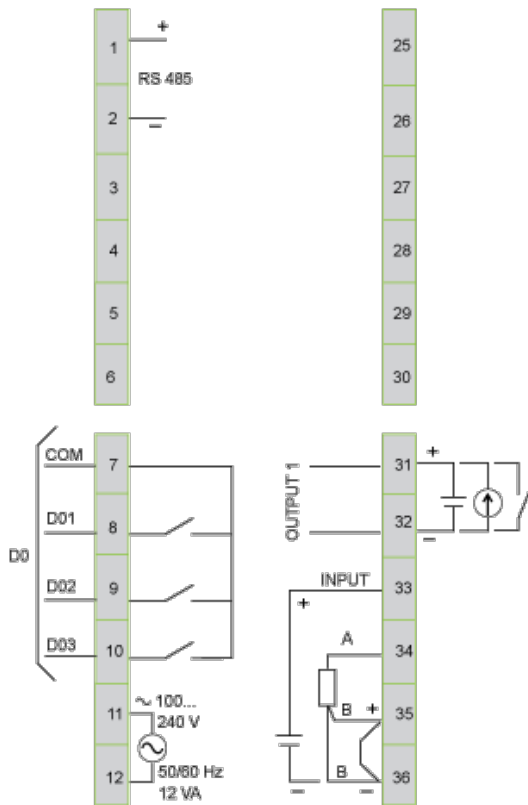 1
+
RS 485
2
–
3
4
5
6
25
26
27
28
29
30
D0
COM
7
D01
8
D02
9
D03
10
11
~ 100...
240 V
12
50/60 Hz
12 VA
OUTPUT 1
31
+
32
–
INPUT
33
+
A
34
B
+
35
–
B
–
36